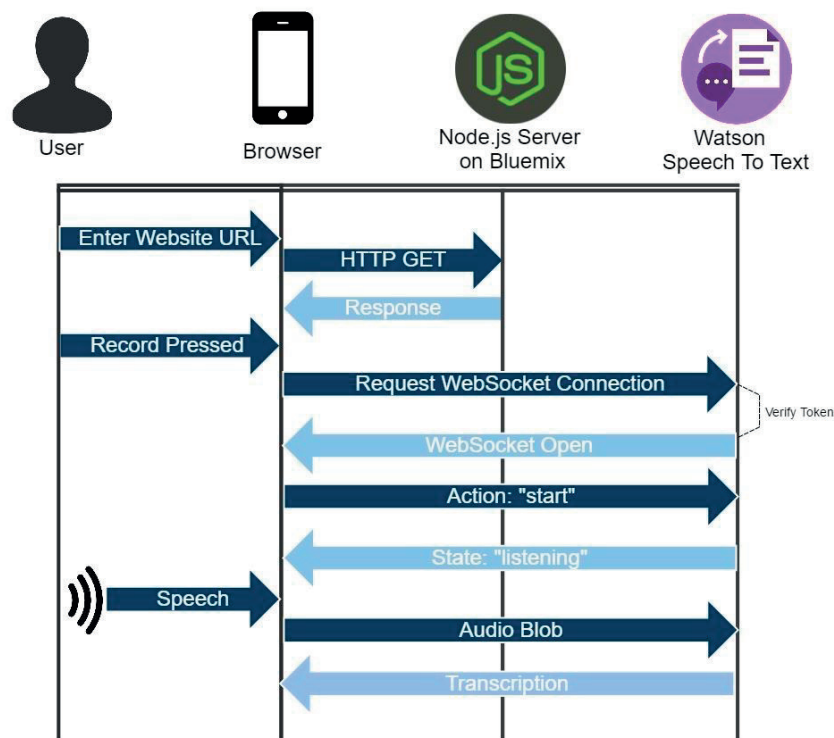 JS
User
Browser
Node.js Server
on Bluemix
Watson
Speech To Text
Enter Website URL
HTTP GET
Response
Record Pressed
Request WebSocket Connection
Verify Token
WebSocket Open
Action: "start"
State: "listening"
Speech
Audio Blob
Transcription